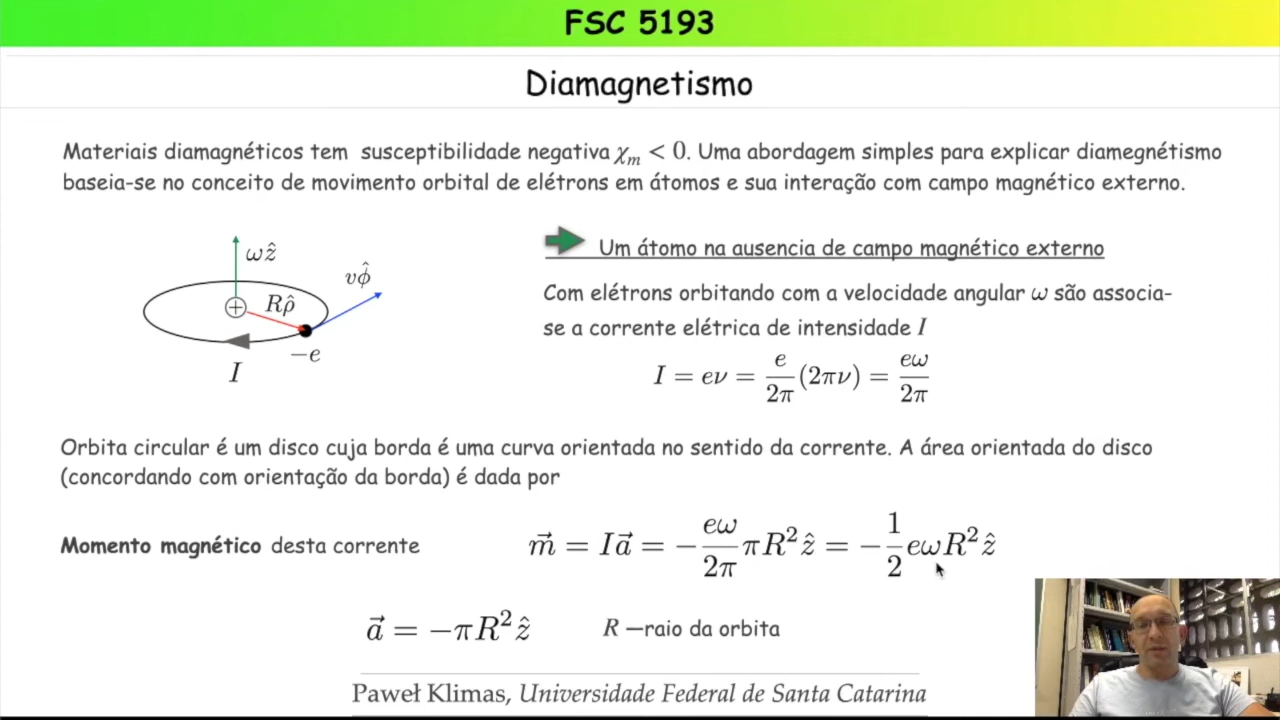 FSC 5193
Diamagnetismo
Materiais diamagnéticos tem susceptibilidade negativa χ_m < 0. Uma abordagem simples para explicar diamegnétismo
baseia-se no conceito de movimento orbital de elétrons em átomos e sua interação com campo magnético externo.
ωẑ
vφ̂
Rρ̂
+
−e
I
Um átomo na ausencia de campo magnético externo
Com elétrons orbitando com a velocidade angular ω são associa-
se a corrente elétrica de intensidade I
I = eν = e/2π (2πν) = eω/2π
Orbita circular é um disco cuja borda é uma curva orientada no sentido da corrente. A área orientada do disco
(concordando com orientação da borda) é dada por
Momento magnético desta corrente m⃗ = Ia⃗ = −eω/2π πR²ẑ = −1/2 eωR²ẑ
a⃗ = −πR²ẑ R —raio da orbita
Paweł Klimas, Universidade Federal de Santa Catarina